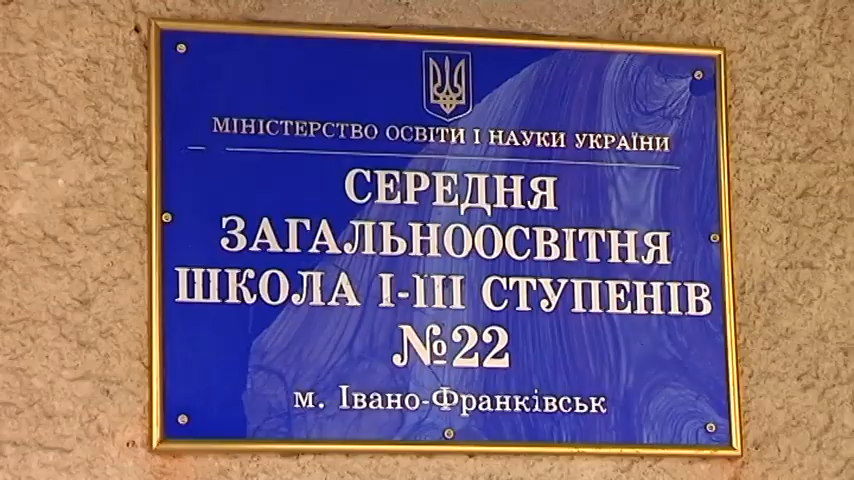 МІНІСТЕРСТВО ОСВІТИ І НАУКИ УКРАЇНИ
СЕРЕДНЯ
ЗАГАЛЬНООСВІТНЯ
ШКОЛА І-ІІІ СТУПЕНІВ
№22
м. Івано-Франківськ